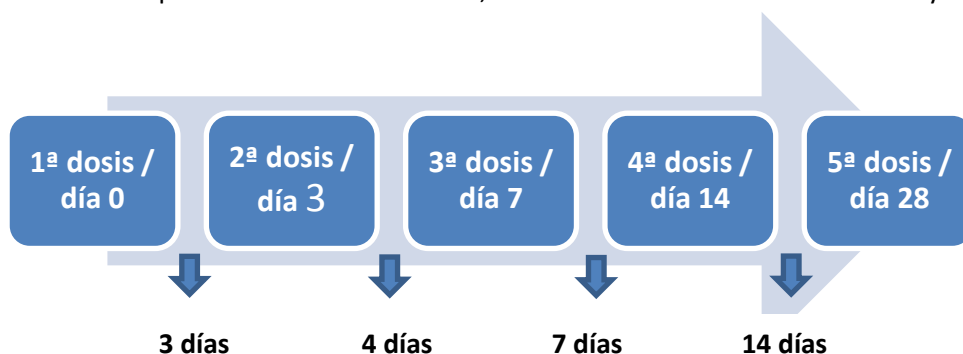 1ª dosis /
día 0
2ª dosis /
día 3
3ª dosis /
día 7
4ª dosis /
día 14
5ª dosis /
día 28
3 días
4 días
7 días
14 días